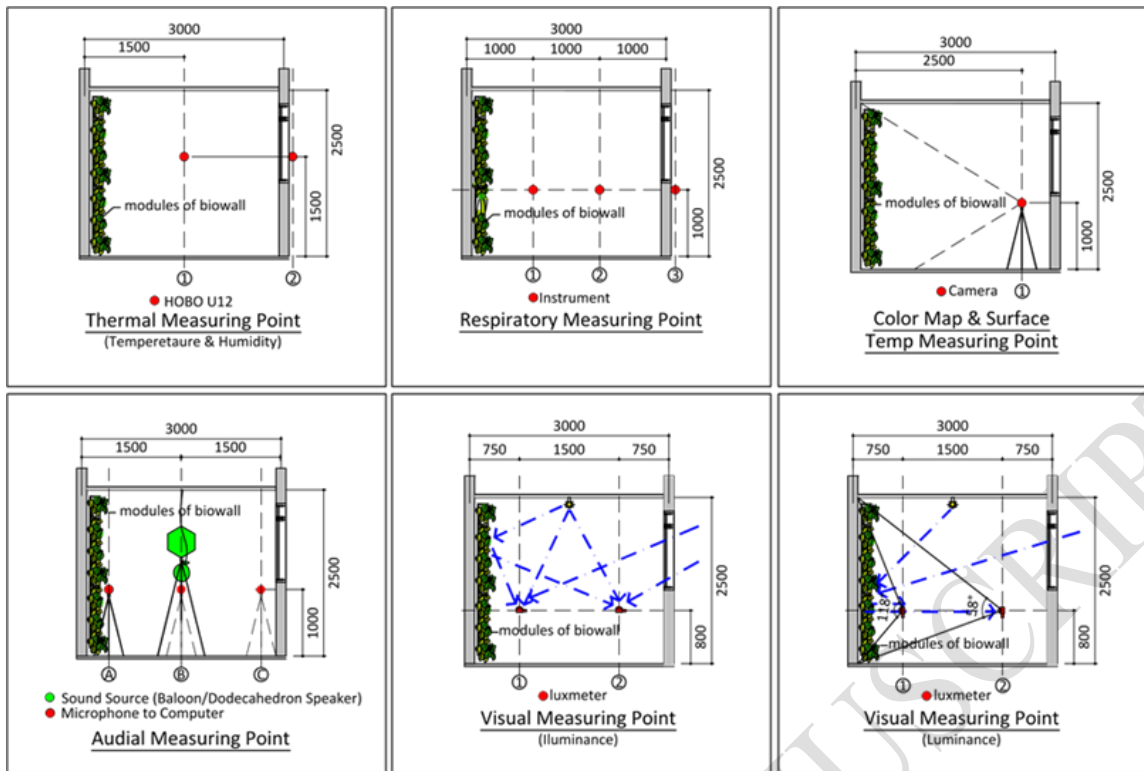 3000
1500
2500
1500
modules of biowall
① ②
HOBO U12
Thermal Measuring Point
(Temperetaure & Humidity)
3000
1000 1000 1000
2500
1000
modules of biowall
① ② ③
Instrument
Respiratory Measuring Point
3000
2500
2500
1000
modules of biowall
①
Camera
Color Map & Surface
Temp Measuring Point
3000
1500 1500
modules of biowall
2500
1000
A B C
Sound Source (Baloon/Dodecahedron Speaker)
Microphone to Computer
Audial Measuring Point
3000
750 1500 750
2500
800
modules of biowall
① ②
luxmeter
Visual Measuring Point
(Iluminance)
3000
750 1500 750
2500
118° 58°
800
modules of biowall
① ②
luxmeter
Visual Measuring Point
(Luminance)
USCRIPT